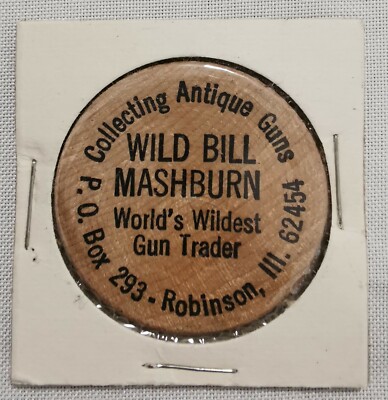 Collecting Antique Guns
WILD BILL
MASHBURN
World's Wildest
Gun Trader
P. O. Box 293 - Robinson, Ill. 62454